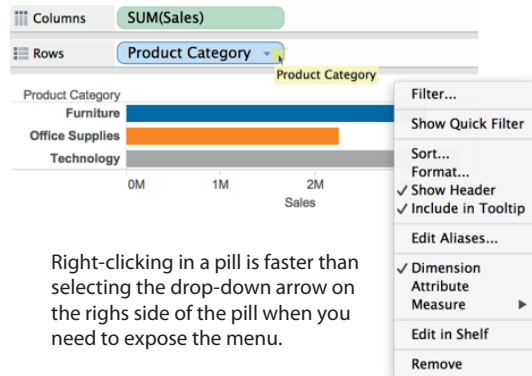 Columns SUM(Sales)
Rows Product Category
Product Category
Product Category
Furniture
Office Supplies
Technology
0M 1M 2M
Sales
Filter...
Show Quick Filter
Sort...
Format...
✓ Show Header
✓ Include in Tooltip
Edit Aliases...
✓ Dimension
Attribute
Measure ▶
Edit in Shelf
Remove
Right-clicking in a pill is faster than
selecting the drop-down arrow on
the righs side of the pill when you
need to expose the menu.